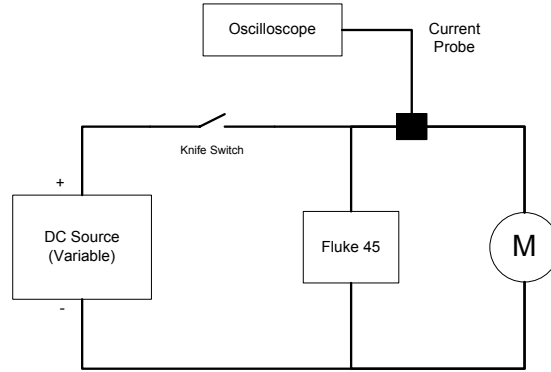 Oscilloscope
Current
Probe
Knife Switch
+
DC Source
(Variable)
-
Fluke 45
M